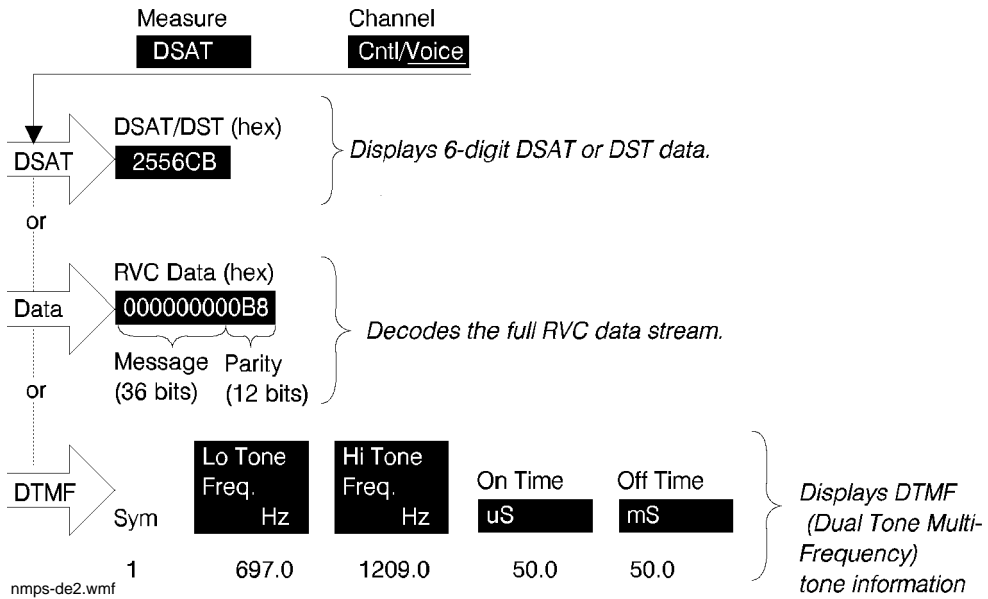 Measure Channel
DSAT Cntl/Voice
DSAT/DST (hex)
DSAT 2556CB Displays 6-digit DSAT or DST data.
or
RVC Data (hex)
Data 000000000B8 Decodes the full RVC data stream.
Message Parity
(36 bits) (12 bits)
or
Lo Tone Hi Tone
Freq. Freq. On Time Off Time
DTMF Sym Hz Hz uS mS
1 697.0 1209.0 50.0 50.0
Displays DTMF
(Dual Tone Multi-
Frequency)
tone information
nmps-de2.wmf